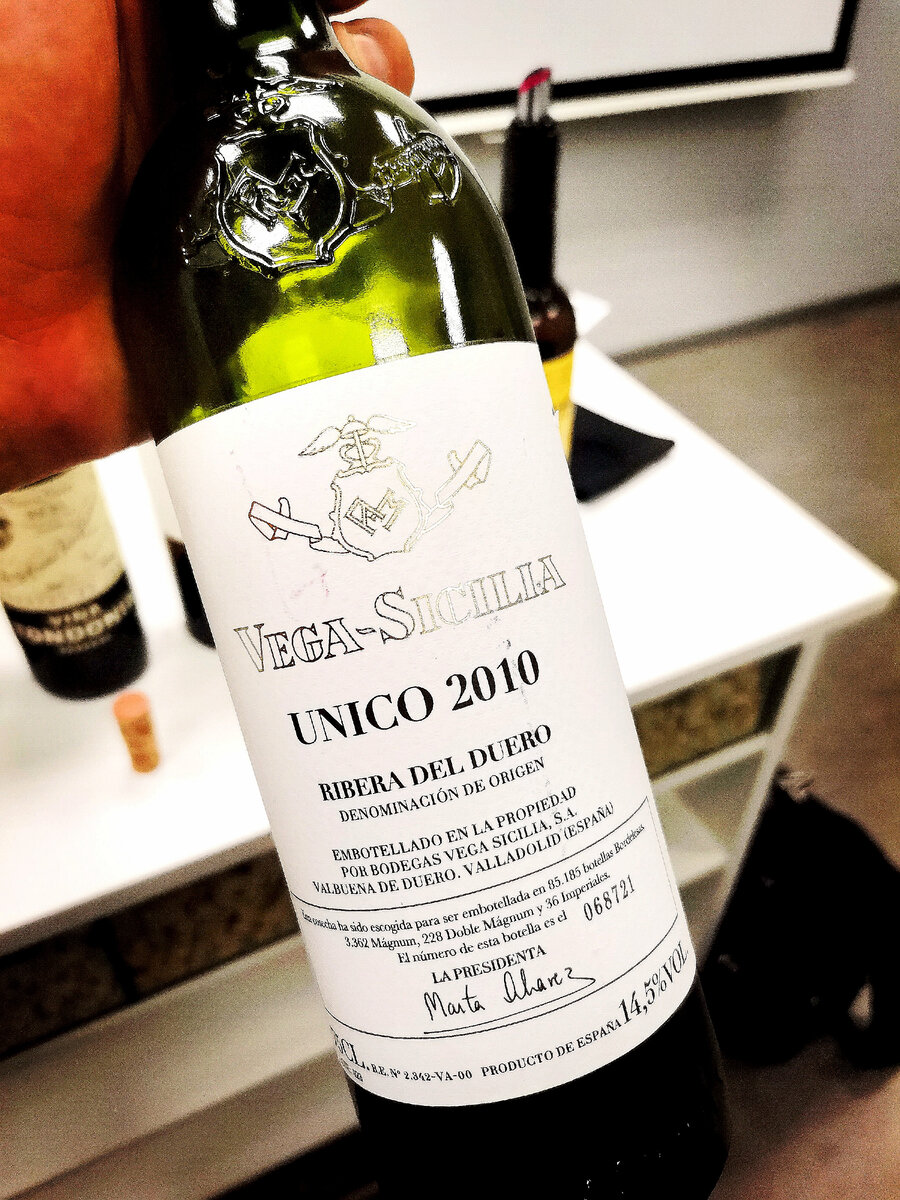 VEGA-SICILIA
UNICO 2010
RIBERA DEL DUERO
DENOMINACIÓN DE ORIGEN
EMBOTELLADO EN LA PROPIEDAD
POR BODEGAS VEGA SICILIA, S.A.
VALBUENA DE DUERO. VALLADOLID (ESPAÑA)
Esta cosecha ha sido escogida para ser embotellada en 85.185 botellas Bordelesas,
3.362 Mágnum, 228 Doble Mágnum y 36 Imperiales.
El número de esta botella es el 068721
LA PRESIDENTA
Marta Alvarez
5CL. B.E. Nº 2.342-VA-00 PRODUCTO DE ESPAÑA 14,5%VOL
VIÑA